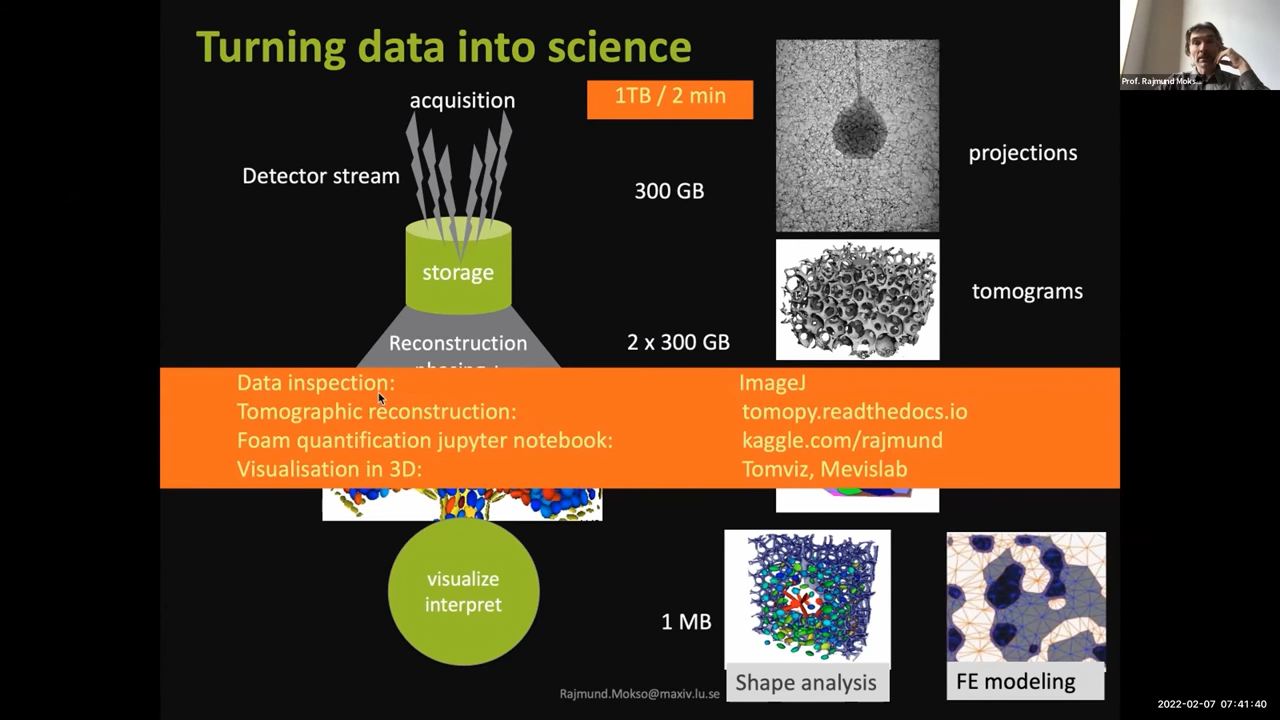 Turning data into science
acquisition
1TB / 2 min
Detector stream
300 GB
projections
storage
tomograms
Reconstruction
2 x 300 GB
Data inspection:
ImageJ
Tomographic reconstruction:
tomopy.readthedocs.io
Foam quantification jupyter notebook:
kaggle.com/rajmund
Visualisation in 3D:
Tomviz, Mevislab
visualize
interpret
1 MB
Shape analysis
FE modeling
Rajmund.Mokso@maxiv.lu.se
Prof. Rajmund Moks...
2022-02-07 07:41:40